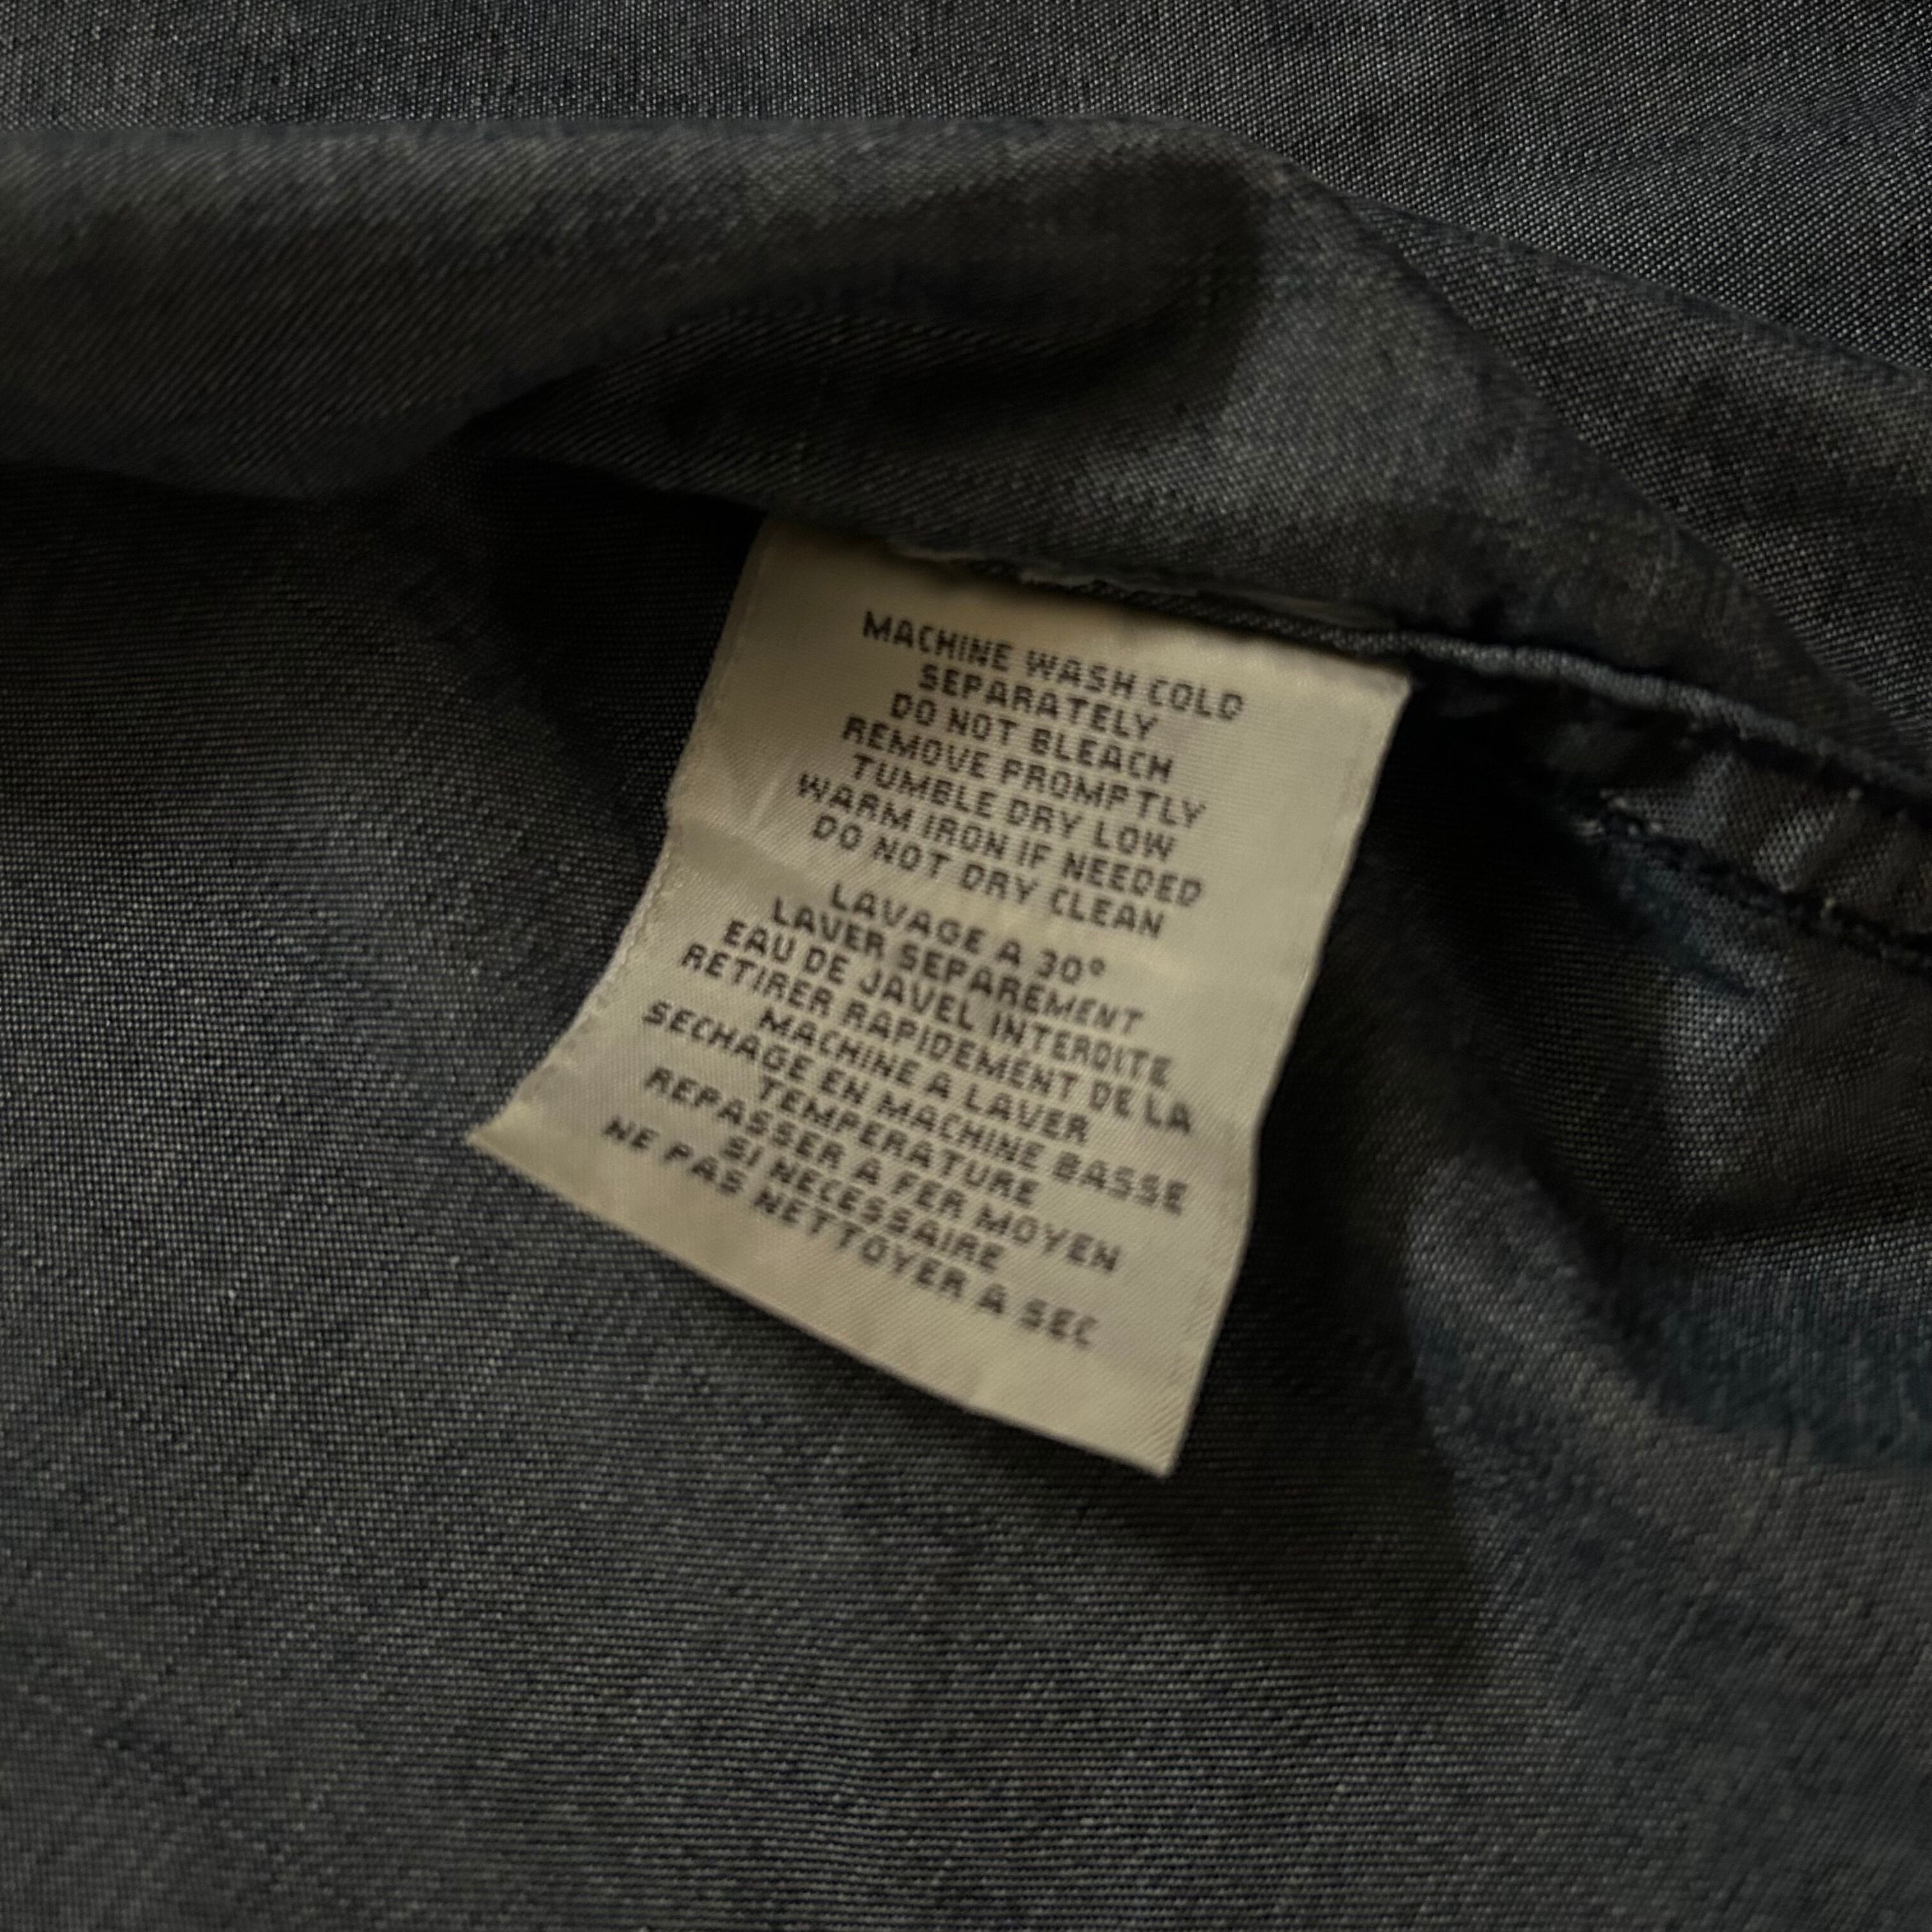 MACHINE WASH COLD
SEPARATELY
DO NOT BLEACH
REMOVE PROMPTLY
TUMBLE DRY LOW
WARM IRON IF NEEDED
DO NOT DRY CLEAN
LAVAGE A 30°
LAVER SEPAREMENT
EAU DE JAVEL INTERDITE
RETIRER RAPIDEMENT DE LA
MACHINE A LAVER
SECHAGE EN MACHINE BASSE
TEMPERATURE
REPASSER A FER MOYEN
SI NECESSAIRE
NE PAS NETTOYER A SEC